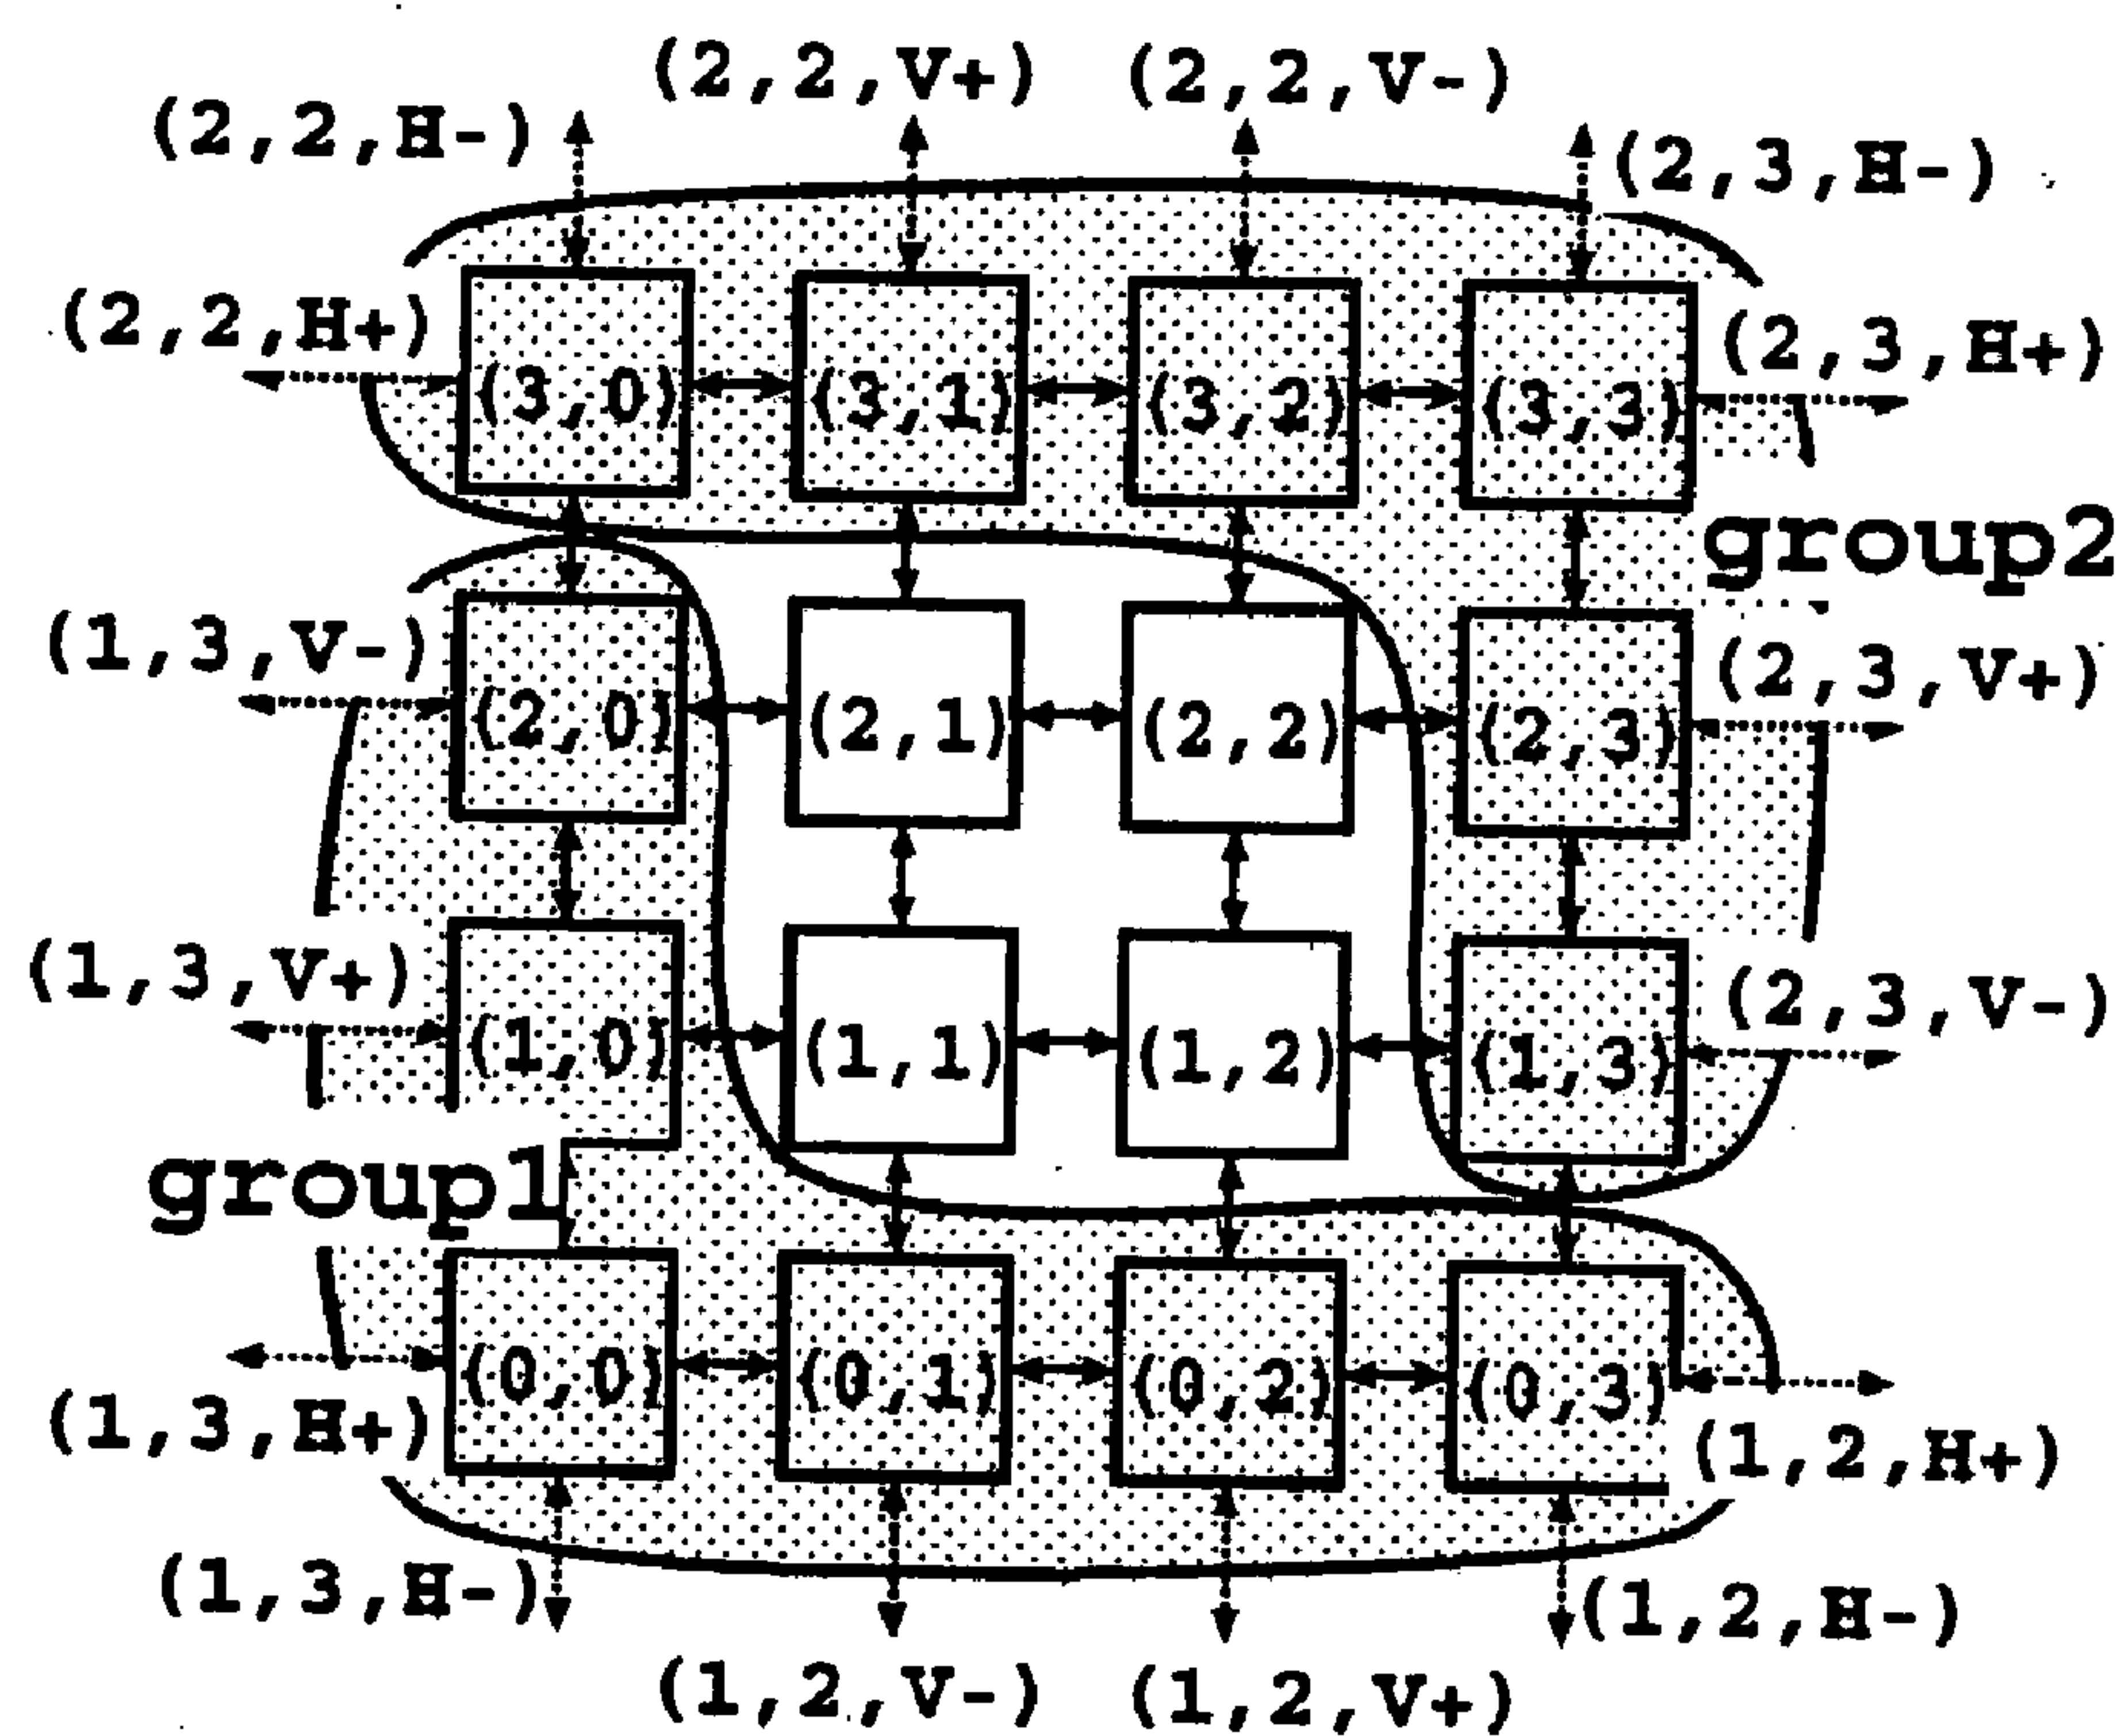 (2,2,V+) (2,2,V-)
(2,2,H-) (2,3,H-)
(2,2,H+) (2,3,H+)
(3,0) (3,1) (3,2) (3,3)
group2
(1,3,V-) (2,3,V+)
(2,0) (2,1) (2,2) (2,3)
(1,3,V+) (2,3,V-)
(1,0) (1,1) (1,2) (1,3)
group1
(0,0) (0,1) (0,2) (0,3)
(1,3,H+) (1,2,H+)
(1,3,H-) (1,2,H-)
(1,2,V-) (1,2,V+)